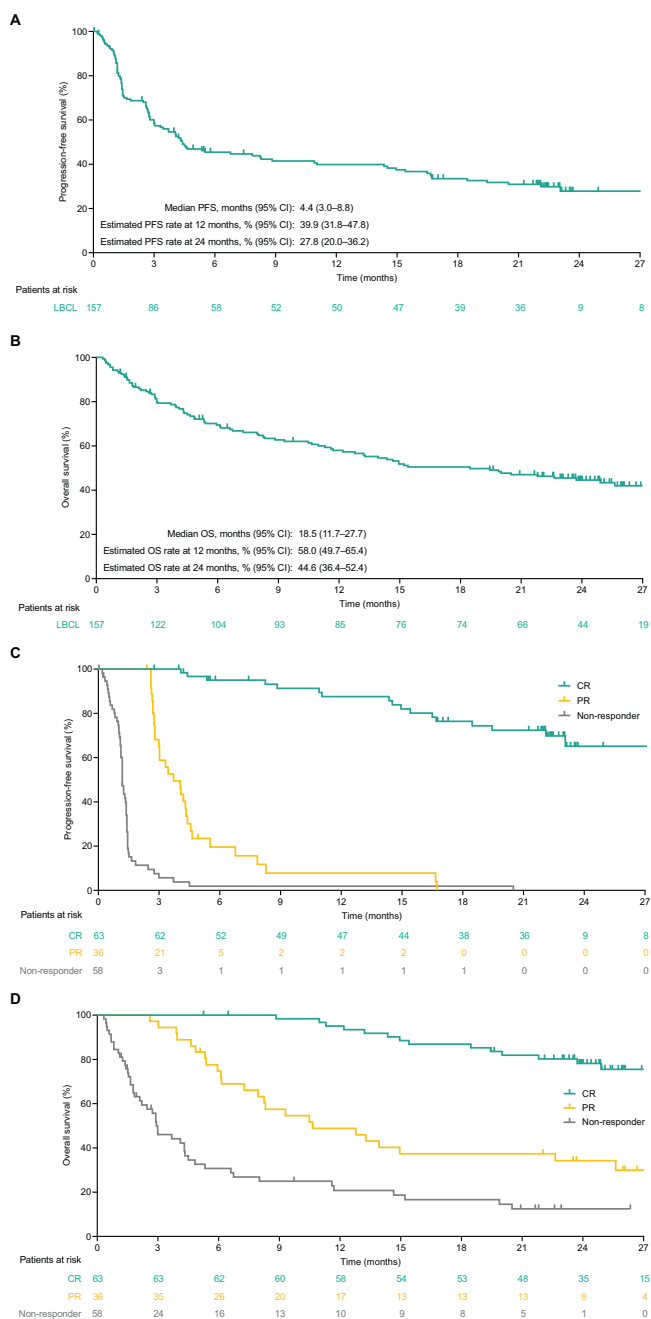 A
Progression-free survival (%)
100
80
60
40
20
0
Median PFS, months (95% CI): 4.4 (3.0–8.8)
Estimated PFS rate at 12 months, % (95% CI): 39.9 (31.8–47.8)
Estimated PFS rate at 24 months, % (95% CI): 27.8 (20.0–36.2)
0 3 6 9 12 15 18 21 24 27
Time (months)
Patients at risk
LBCL 157 86 58 52 50 47 39 36 9 8
B
Overall survival (%)
100
80
60
40
20
0
Median OS, months (95% CI): 18.5 (11.7–27.7)
Estimated OS rate at 12 months, % (95% CI): 58.0 (49.7–65.4)
Estimated OS rate at 24 months, % (95% CI): 44.6 (36.4–52.4)
0 3 6 9 12 15 18 21 24 27
Time (months)
Patients at risk
LBCL 157 122 104 93 85 76 74 66 44 19
C
Progression-free survival (%)
100
80
60
40
20
0
CR
PR
Non-responder
0 3 6 9 12 15 18 21 24 27
Time (months)
Patients at risk
CR 63 62 52 49 47 44 38 36 9 8
PR 36 21 5 2 2 2 0 0 0 0
Non-responder 58 3 1 1 1 1 1 0 0 0
D
Overall survival (%)
100
80
60
40
20
0
CR
PR
Non-responder
0 3 6 9 12 15 18 21 24 27
Time (months)
Patients at risk
CR 63 63 62 60 58 54 53 48 35 15
PR 36 35 26 20 17 13 13 13 8 4
Non-responder 58 24 16 13 10 9 8 5 1 0